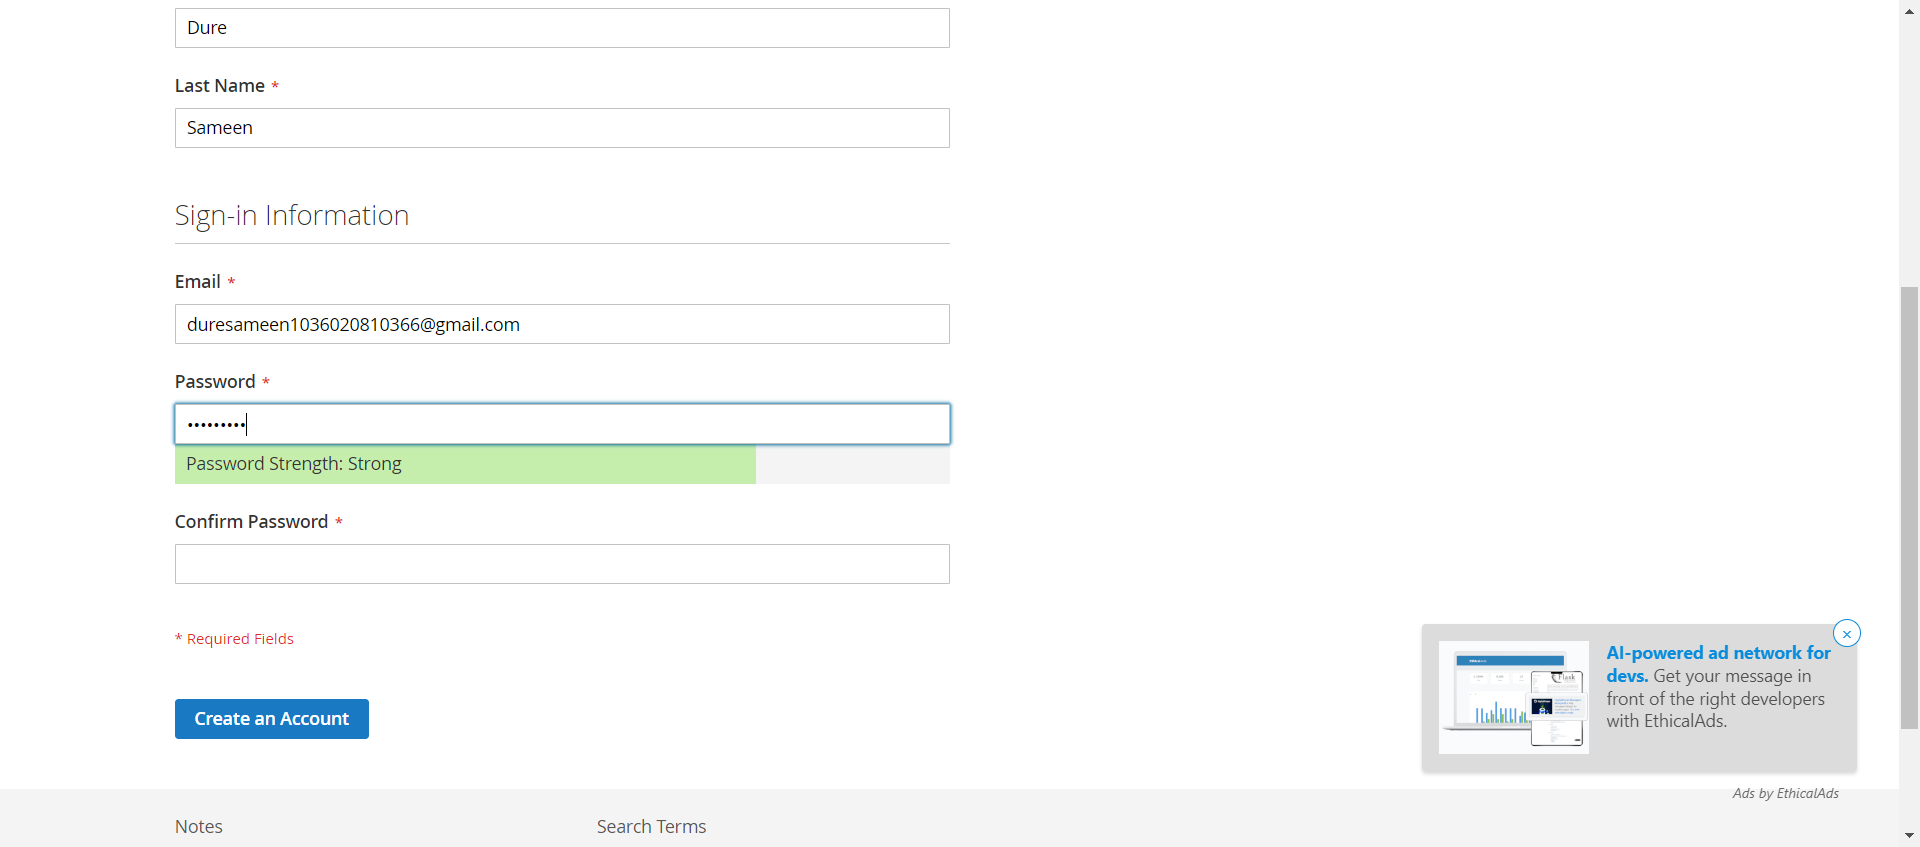 Dure
Last Name *
Sameen
Sign-in Information
Email *
duresameen1036020810366@gmail.com
Password *
•••••••••
Password Strength: Strong
Confirm Password *
* Required Fields
Create an Account
AI-powered ad network for
devs. Get your message in
front of the right developers
with EthicalAds.
Ads by EthicalAds
Notes
Search Terms